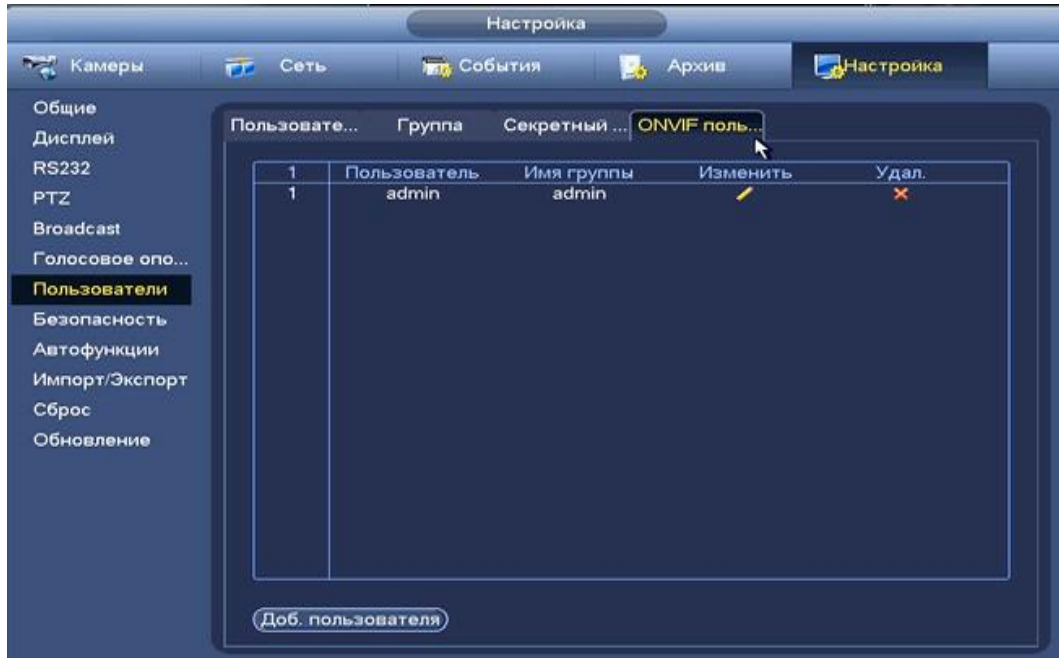 Настройка
Камеры Сеть События Архив Настройка
Общие
Дисплей
RS232
PTZ
Broadcast
Голосовое опо...
Пользователи
Безопасность
Автофункции
Импорт/Экспорт
Сброс
Обновление
Пользовате... Группа Секретный ... ONVIF поль...
1 Пользователь Имя группы Изменить Удал.
1 admin admin
Доб. пользователя